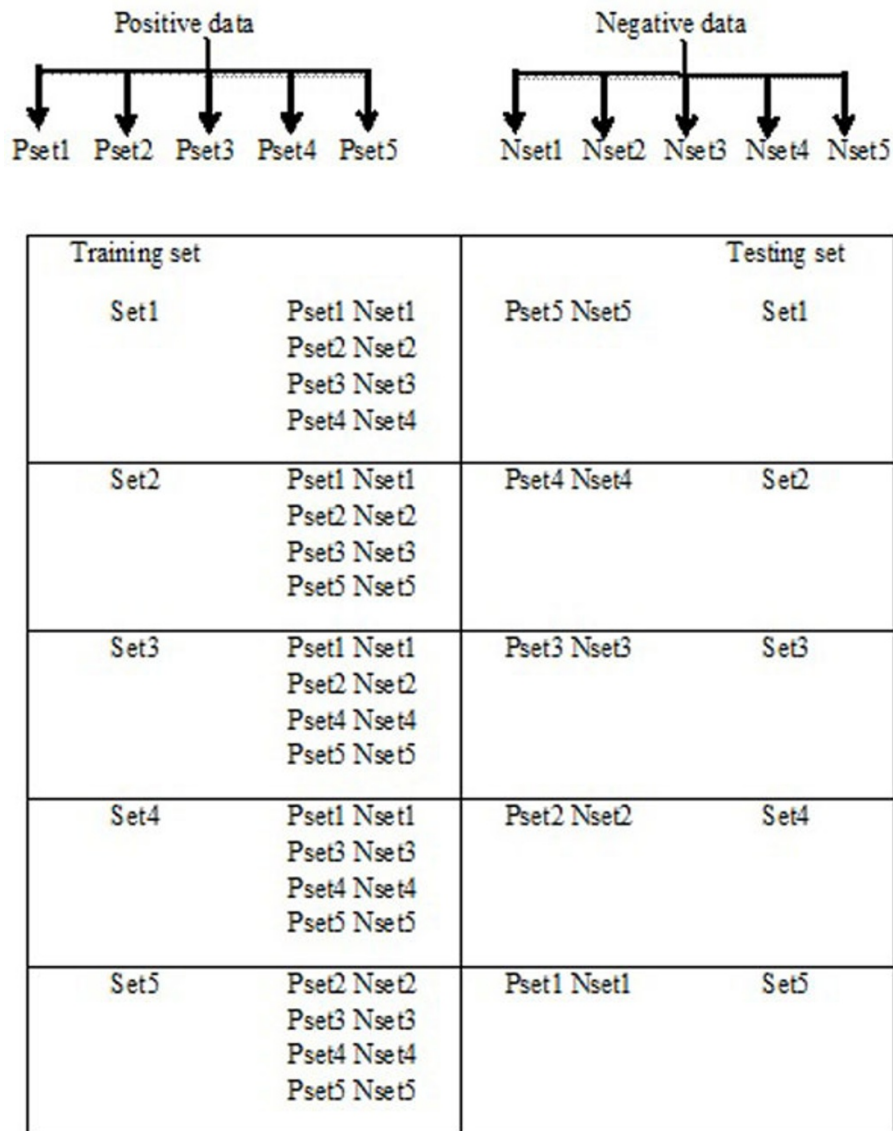 Positive data Negative data
Pset1 Pset2 Pset3 Pset4 Pset5 Nset1 Nset2 Nset3 Nset4 Nset5
Training set Testing set
Set1 Pset1 Nset1 Pset5 Nset5 Set1
Pset2 Nset2
Pset3 Nset3
Pset4 Nset4
Set2 Pset1 Nset1 Pset4 Nset4 Set2
Pset2 Nset2
Pset3 Nset3
Pset5 Nset5
Set3 Pset1 Nset1 Pset3 Nset3 Set3
Pset2 Nset2
Pset4 Nset4
Pset5 Nset5
Set4 Pset1 Nset1 Pset2 Nset2 Set4
Pset3 Nset3
Pset4 Nset4
Pset5 Nset5
Set5 Pset2 Nset2 Pset1 Nset1 Set5
Pset3 Nset3
Pset4 Nset4
Pset5 Nset5